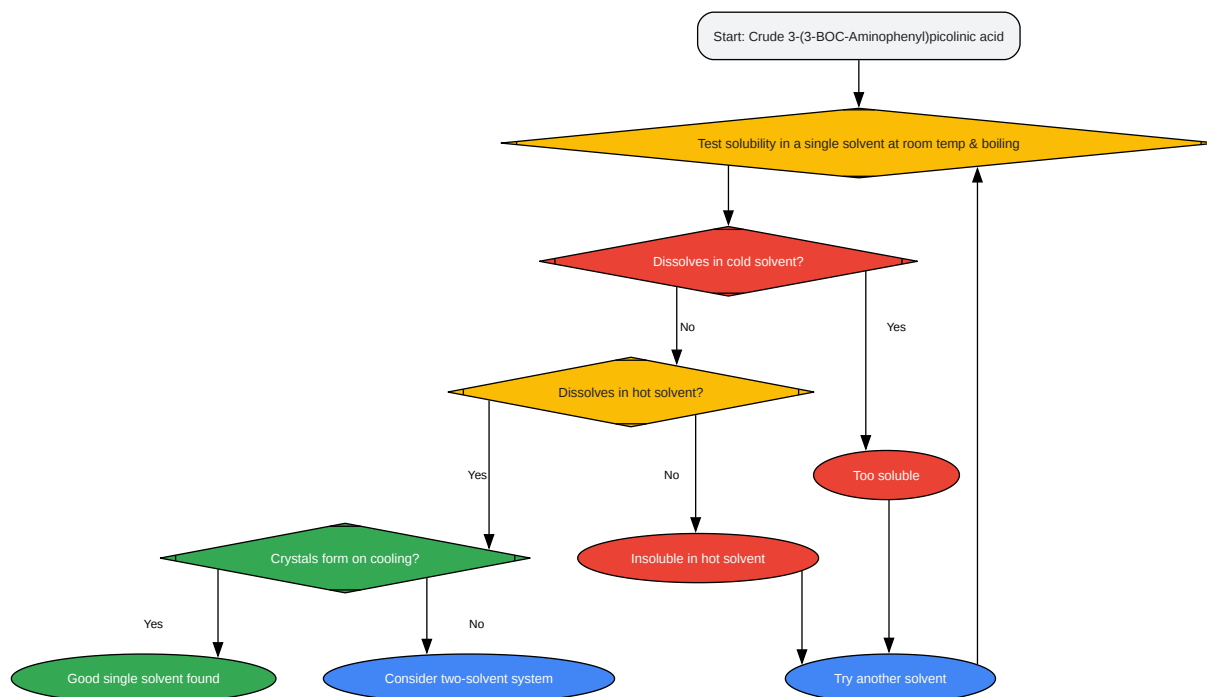 Start: Crude 3-(3-BOC-Aminophenyl)picolinic acid
Test solubility in a single solvent at room temp & boiling
Dissolves in cold solvent?
No
Yes
Dissolves in hot solvent?
Yes
No
Too soluble
Crystals form on cooling?
Insoluble in hot solvent
Yes
No
Good single solvent found
Consider two-solvent system
Try another solvent